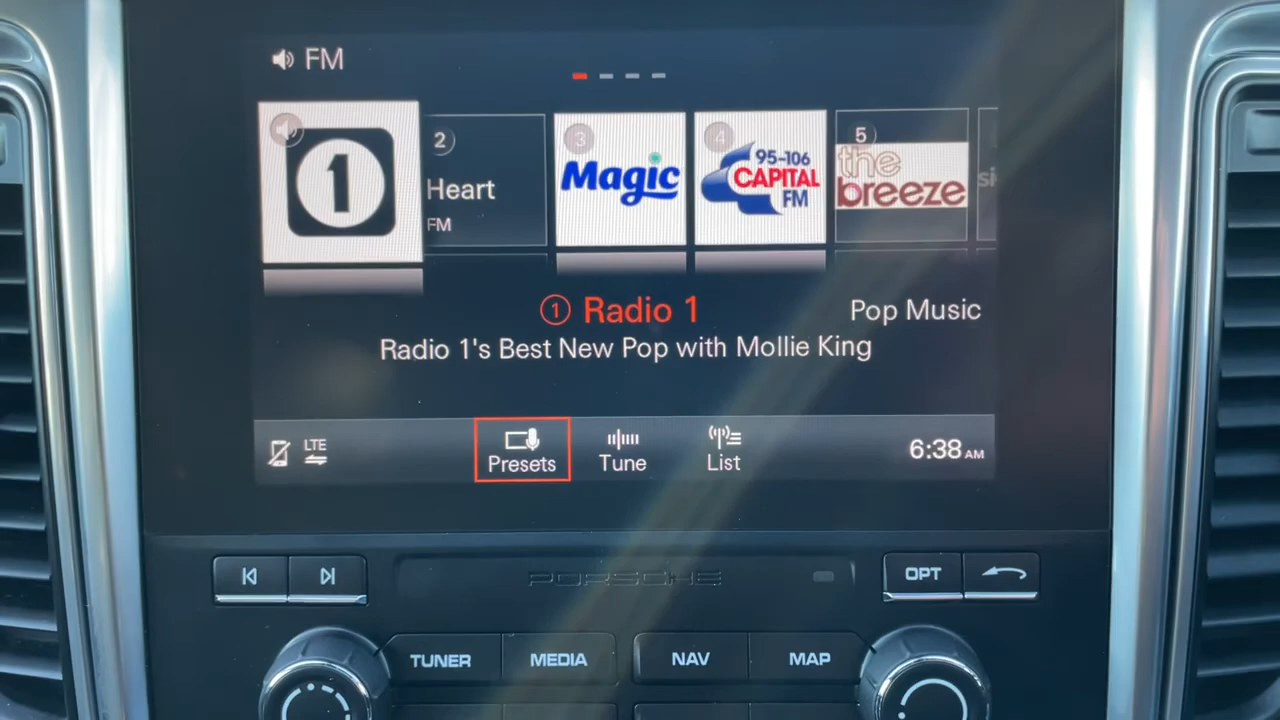 FM
1
2
Heart
FM
3
Magic
4
95-106
CAPITAL
FM
5
the
breeze
1 Radio 1
Pop Music
Radio 1's Best New Pop with Mollie King
LTE
Presets
Tune
List
6:38 AM
PORSCHE
OPT
TUNER
MEDIA
NAV
MAP